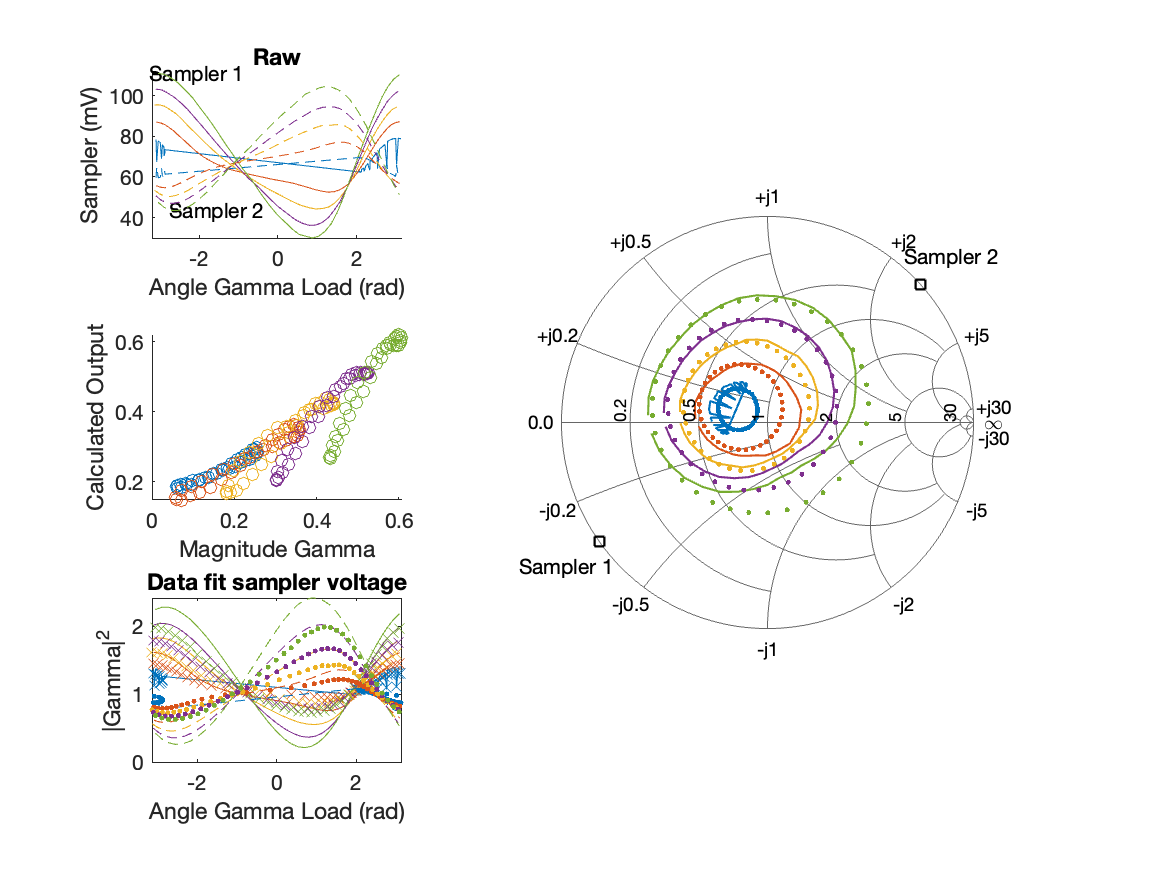 Raw
Sampler 1
100
80
60
40
Sampler (mV)
Sampler 2
-2
0
2
Angle Gamma Load (rad)
0.6
0.4
0.2
Calculated Output
0
0.2
0.4
0.6
Magnitude Gamma
Data fit sampler voltage
2
1
0
|Gamma|²
-2
0
2
Angle Gamma Load (rad)
+j1
+j0.5
+j2
Sampler 2
+j0.2
+j5
0.0
0.2
0.5
1
2
5
30
+j30
∞
-j30
-j0.2
-j5
Sampler 1
-j0.5
-j2
-j1